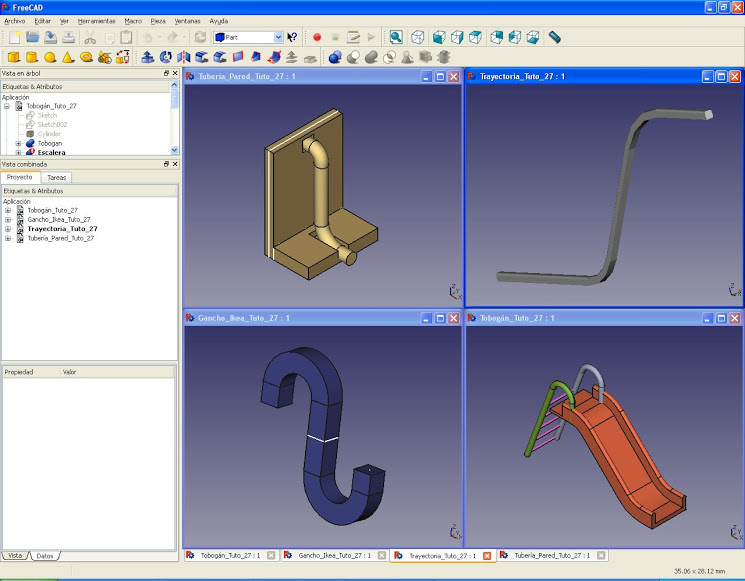 FreeCAD
Archivo Editar Ver Herramientas Macro Pieza Ventanas Ayuda
Part
Vista en árbol
Etiquetas & Atributos
Aplicación
Tobogán_Tuto_27
Sketch
Sketch002
Cylinder
Tobogan
Escalera
Vista combinada
Proyecto Tareas
Etiquetas & Atributos
Aplicación
Tobogán_Tuto_27
Gancho_Ikea_Tuto_27
Trayectoria_Tuto_27
Tubería_Pared_Tuto_27
Propiedad Valor
Vista Datos
Tubería_Pared_Tuto_27 : 1
Trayectoria_Tuto_27 : 1
Gancho_Ikea_Tuto_27 : 1
Tobogán_Tuto_27 : 1
Tobogán_Tuto_27 : 1 Gancho_Ikea_Tuto_27 : 1 Trayectoria_Tuto_27 : 1 Tubería_Pared_Tuto_27 : 1
35.06 x 28.12 mm